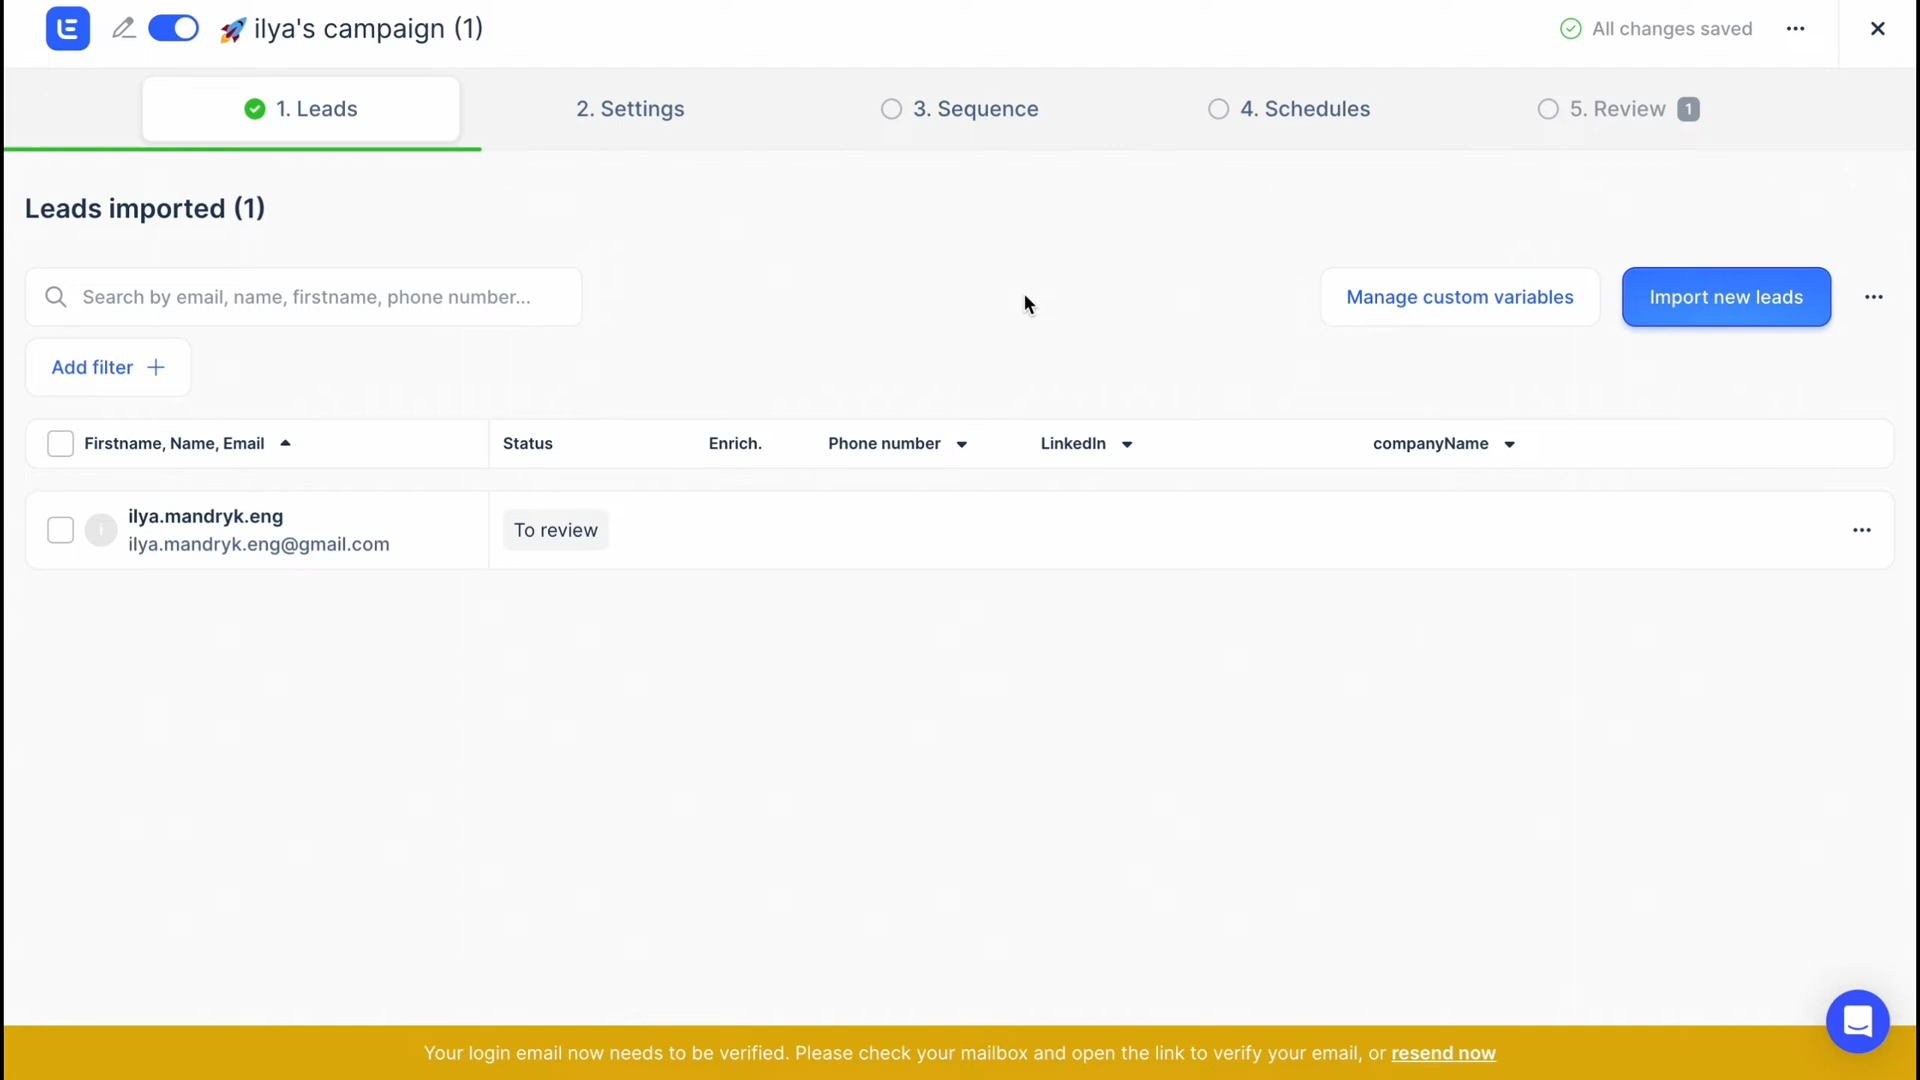 🚀 ilya's campaign (1)
All changes saved
1. Leads
2. Settings
3. Sequence
4. Schedules
5. Review 1
Leads imported (1)
Search by email, name, firstname, phone number...
Manage custom variables
Import new leads
Add filter
Firstname, Name, Email
Status
Enrich.
Phone number
LinkedIn
companyName
i
ilya.mandryk.eng
ilya.mandryk.eng@gmail.com
To review
Your login email now needs to be verified. Please check your mailbox and open the link to verify your email, or resend now